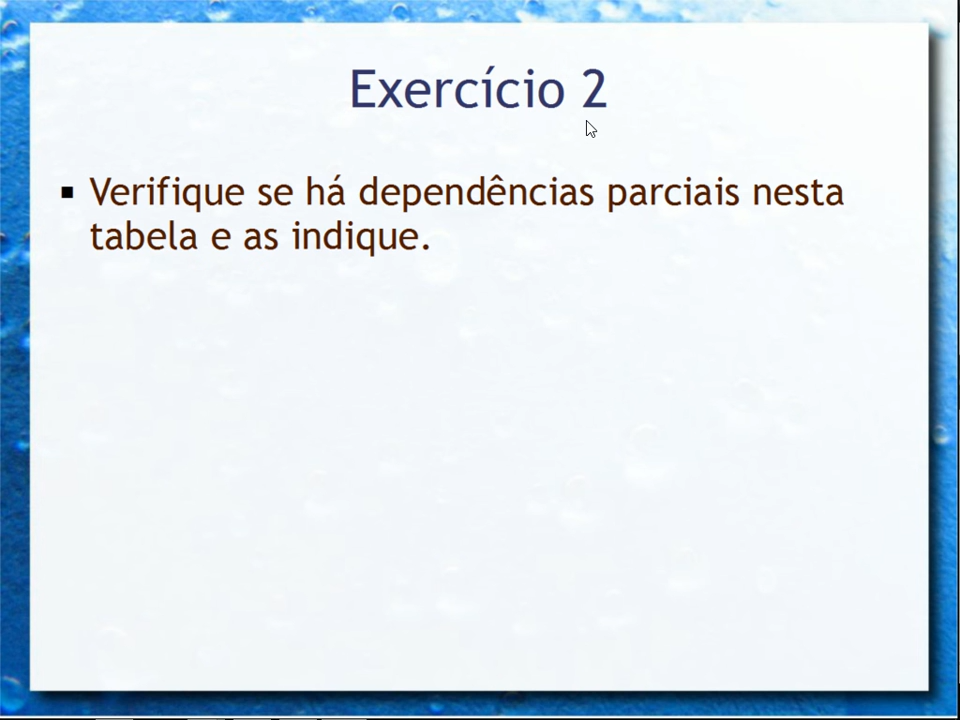 Exercício 2
▪ Verifique se há dependências parciais nesta
tabela e as indique.